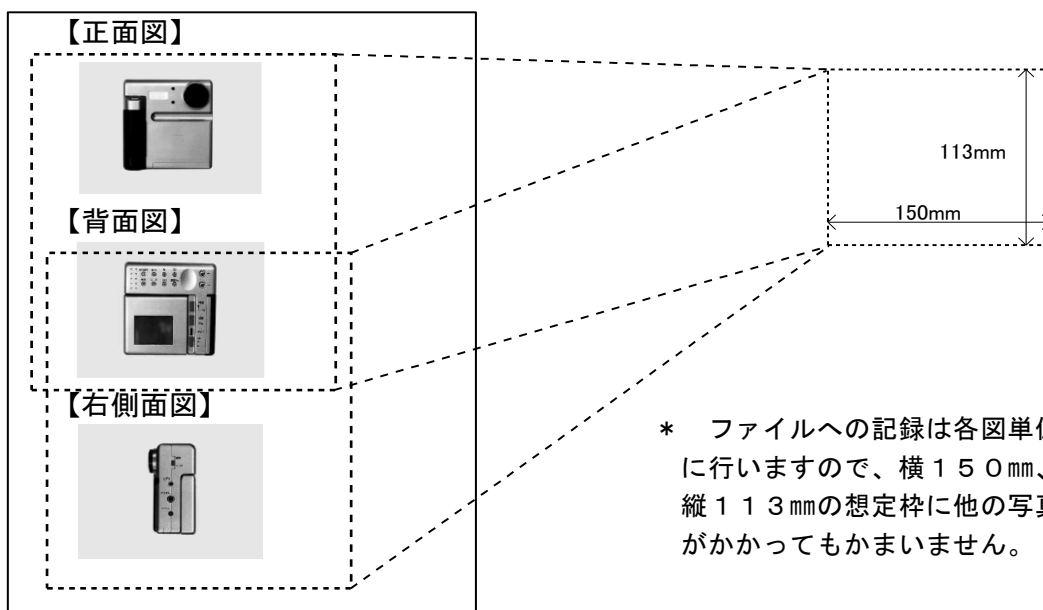 【正面図】
【背面図】
【右側面図】
113mm
150mm
* ファイルへの記録は各図単
に行いますので、横１５０㎜、
縦１１３㎜の想定枠に他の写
がかかってもかまいません。